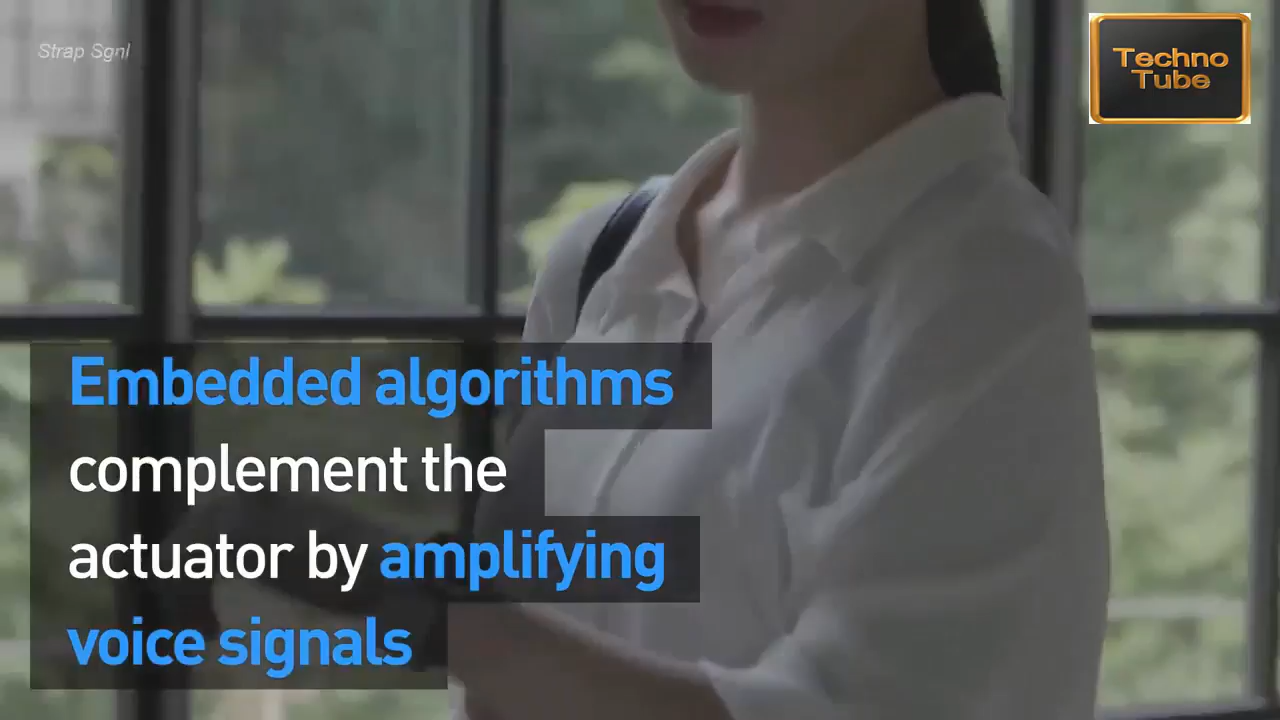 Strap Sgnl
Techno
Tube
Embedded algorithms
complement the
actuator by amplifying
voice signals